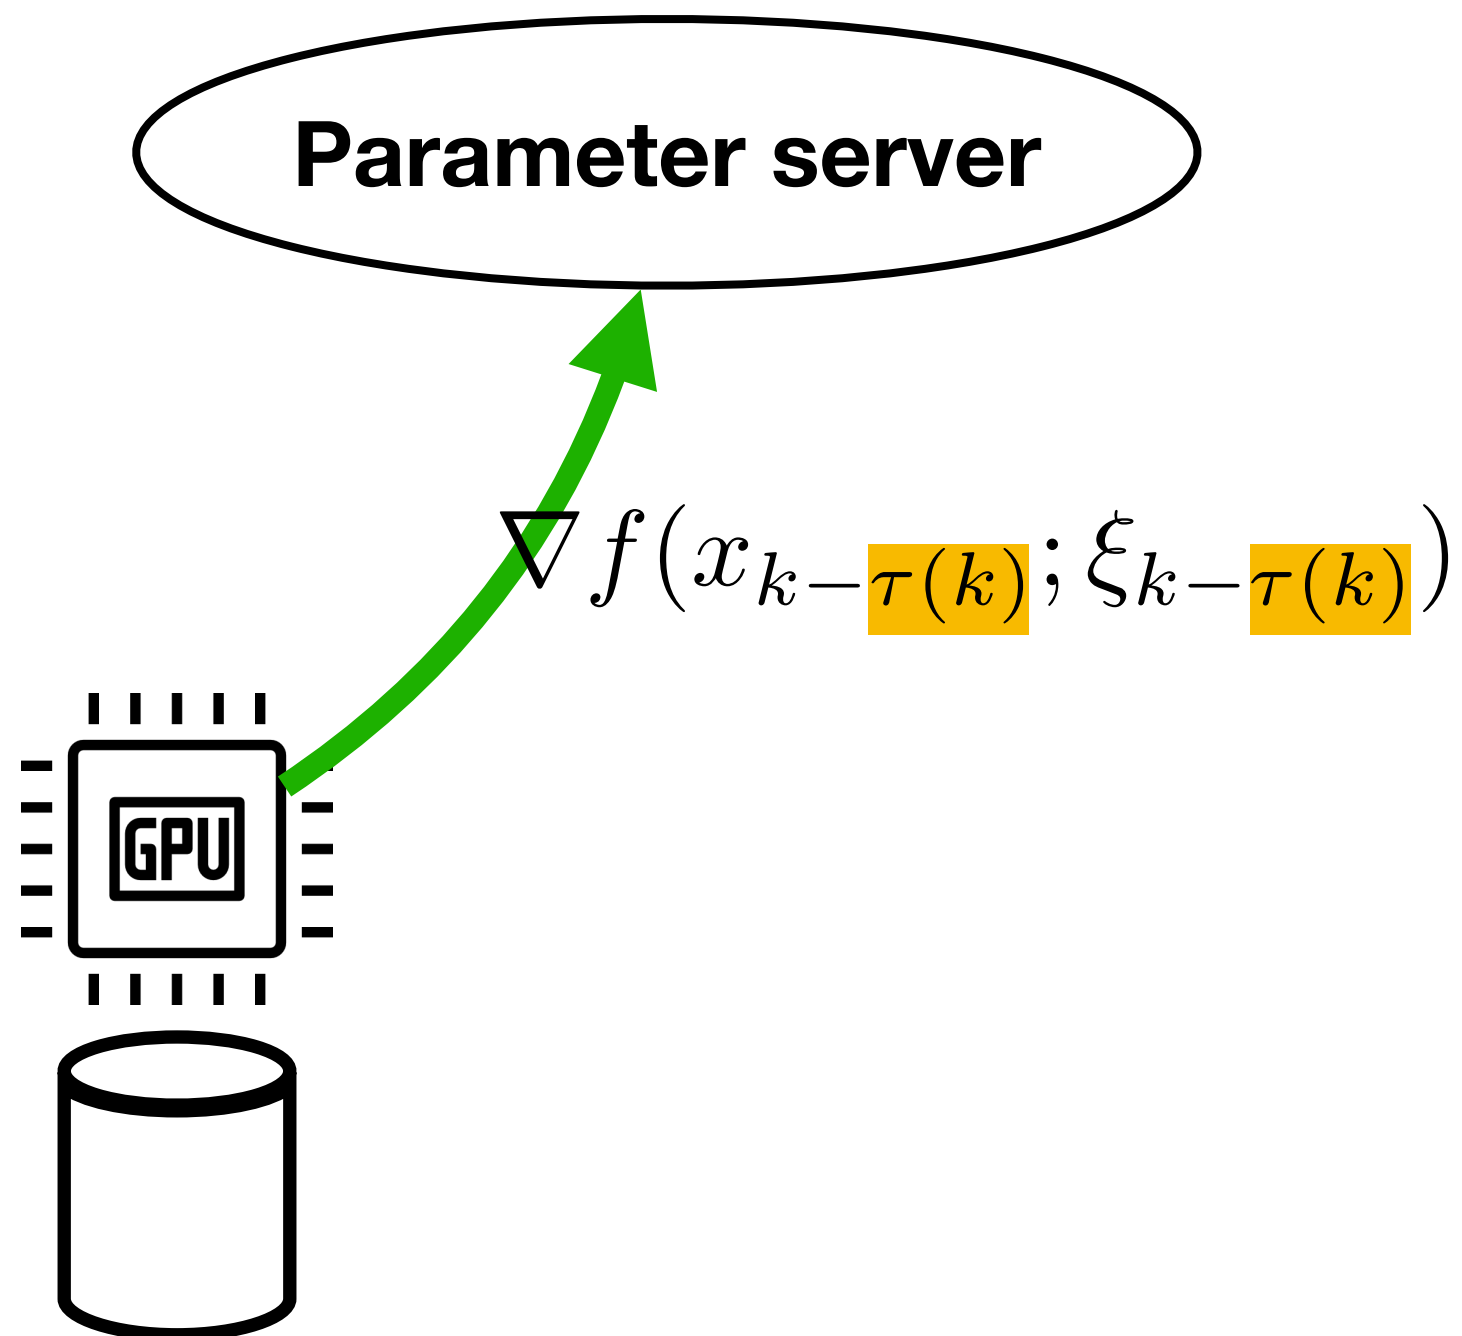 Parameter server
∇f(x_{k−τ(k)}; ξ_{k−τ(k)})
GPU